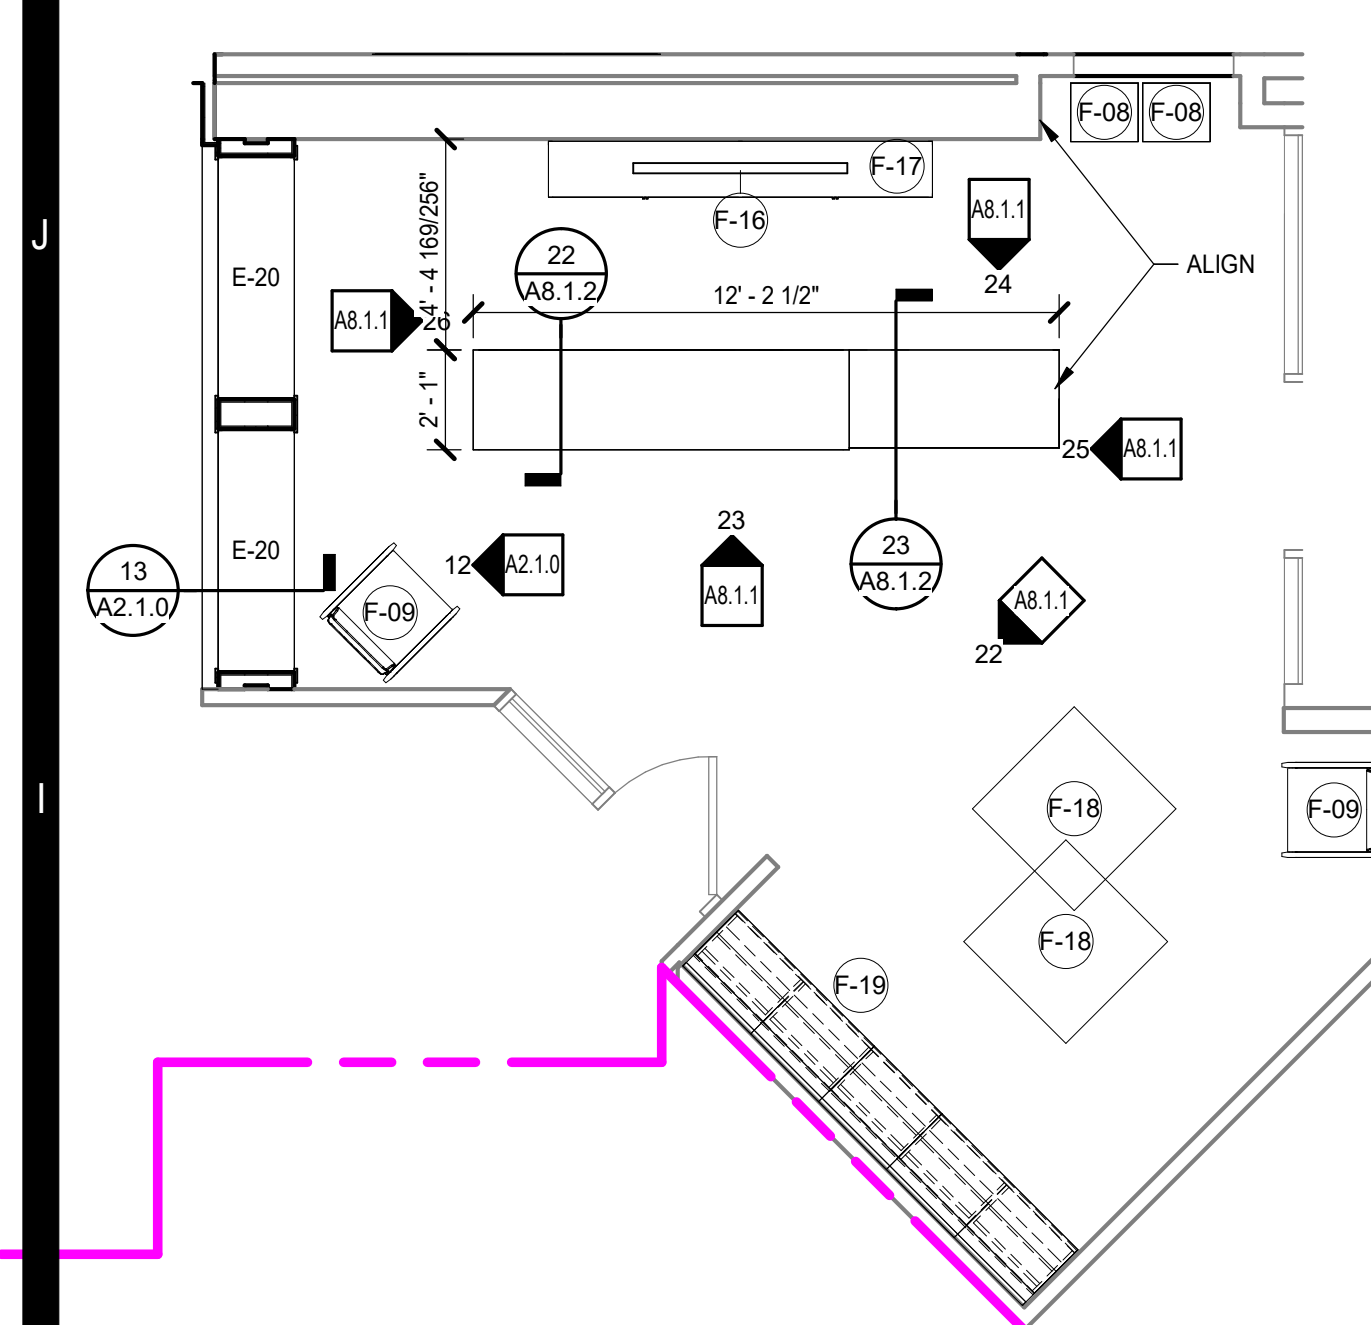 F-08
F-08
F-17
F-16
A8.1.1
24
J
E-20
4' - 4 169/256"
22
A8.1.2
12' - 2 1/2"
ALIGN
A8.1.1
26
2' - 1"
25
A8.1.1
23
A8.1.1
23
A8.1.2
E-20
13
A2.1.0
12
A2.1.0
F-09
A8.1.1
22
I
F-18
F-09
F-18
F-19